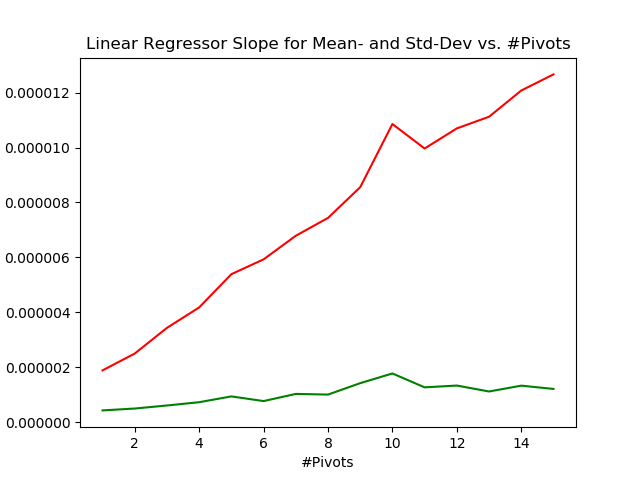 Linear Regressor Slope for Mean- and Std-Dev vs. #Pivots
0.000012
0.000010
0.000008
0.000006
0.000004
0.000002
0.000000
2 4 6 8 10 12 14
#Pivots